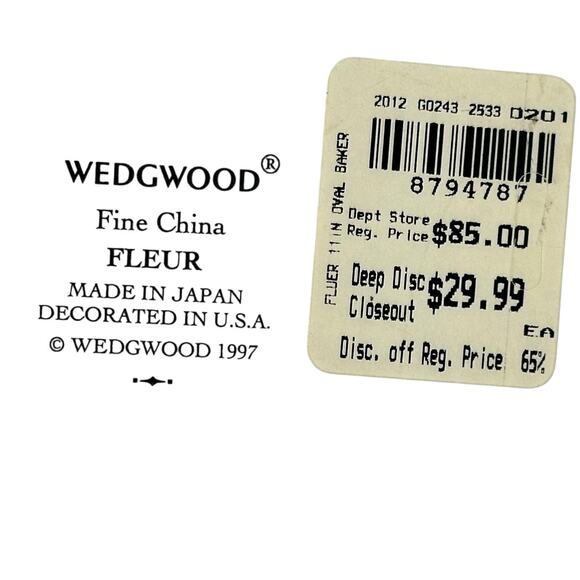 WEDGWOOD®
Fine China
FLEUR
MADE IN JAPAN
DECORATED IN U.S.A.
© WEDGWOOD 1997
2012 G0243 2533 0201
8794787
FLUER 11 IN OVAL BAKER
Dept Store
Reg. Price $85.00
Deep Disc
Closeout $29.99
EA
Disc. off Reg. Price 65%